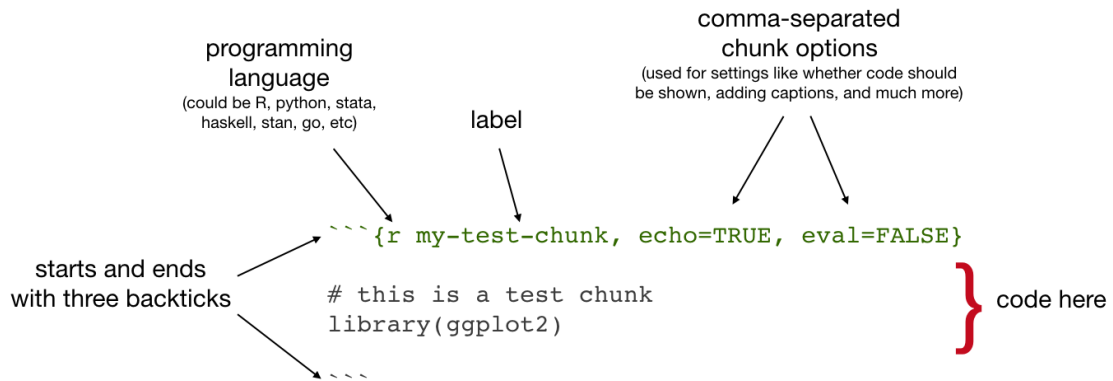 programming
language
(could be R, python, stata,
haskell, stan, go, etc)
label
comma-separated
chunk options
(used for settings like whether code should
be shown, adding captions, and much more)
```{r my-test-chunk, echo=TRUE, eval=FALSE}
starts and ends
with three backticks
# this is a test chunk
library(ggplot2)
} code here
```